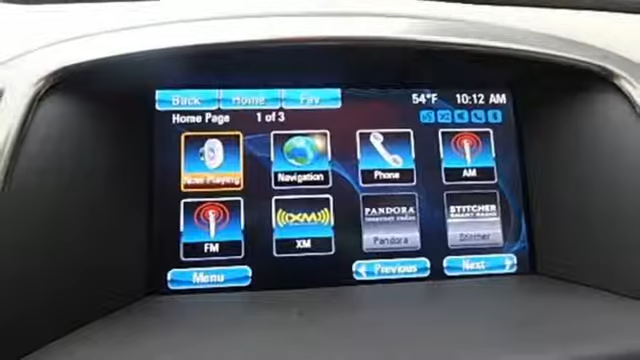 Back Home Fav 54°F 10:12 AM
Home Page 1 of 3
Now Playing Navigation Phone AM
FM XM XM PANDORA internet radio Pandora STITCHER SMART RADIO Stitcher
Menu Previous Next